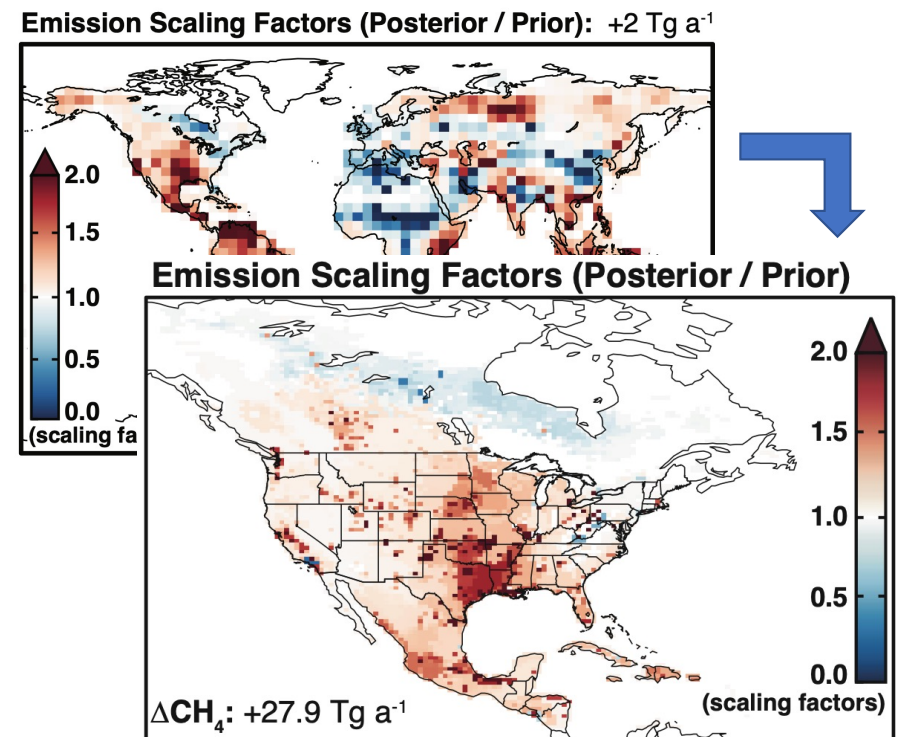 Emission Scaling Factors (Posterior / Prior): +2 Tg a⁻¹
2.0
1.5
1.0
0.5
0.0
(scaling fa
Emission Scaling Factors (Posterior / Prior)
2.0
1.5
1.0
0.5
0.0
(scaling factors)
ΔCH₄: +27.9 Tg a⁻¹